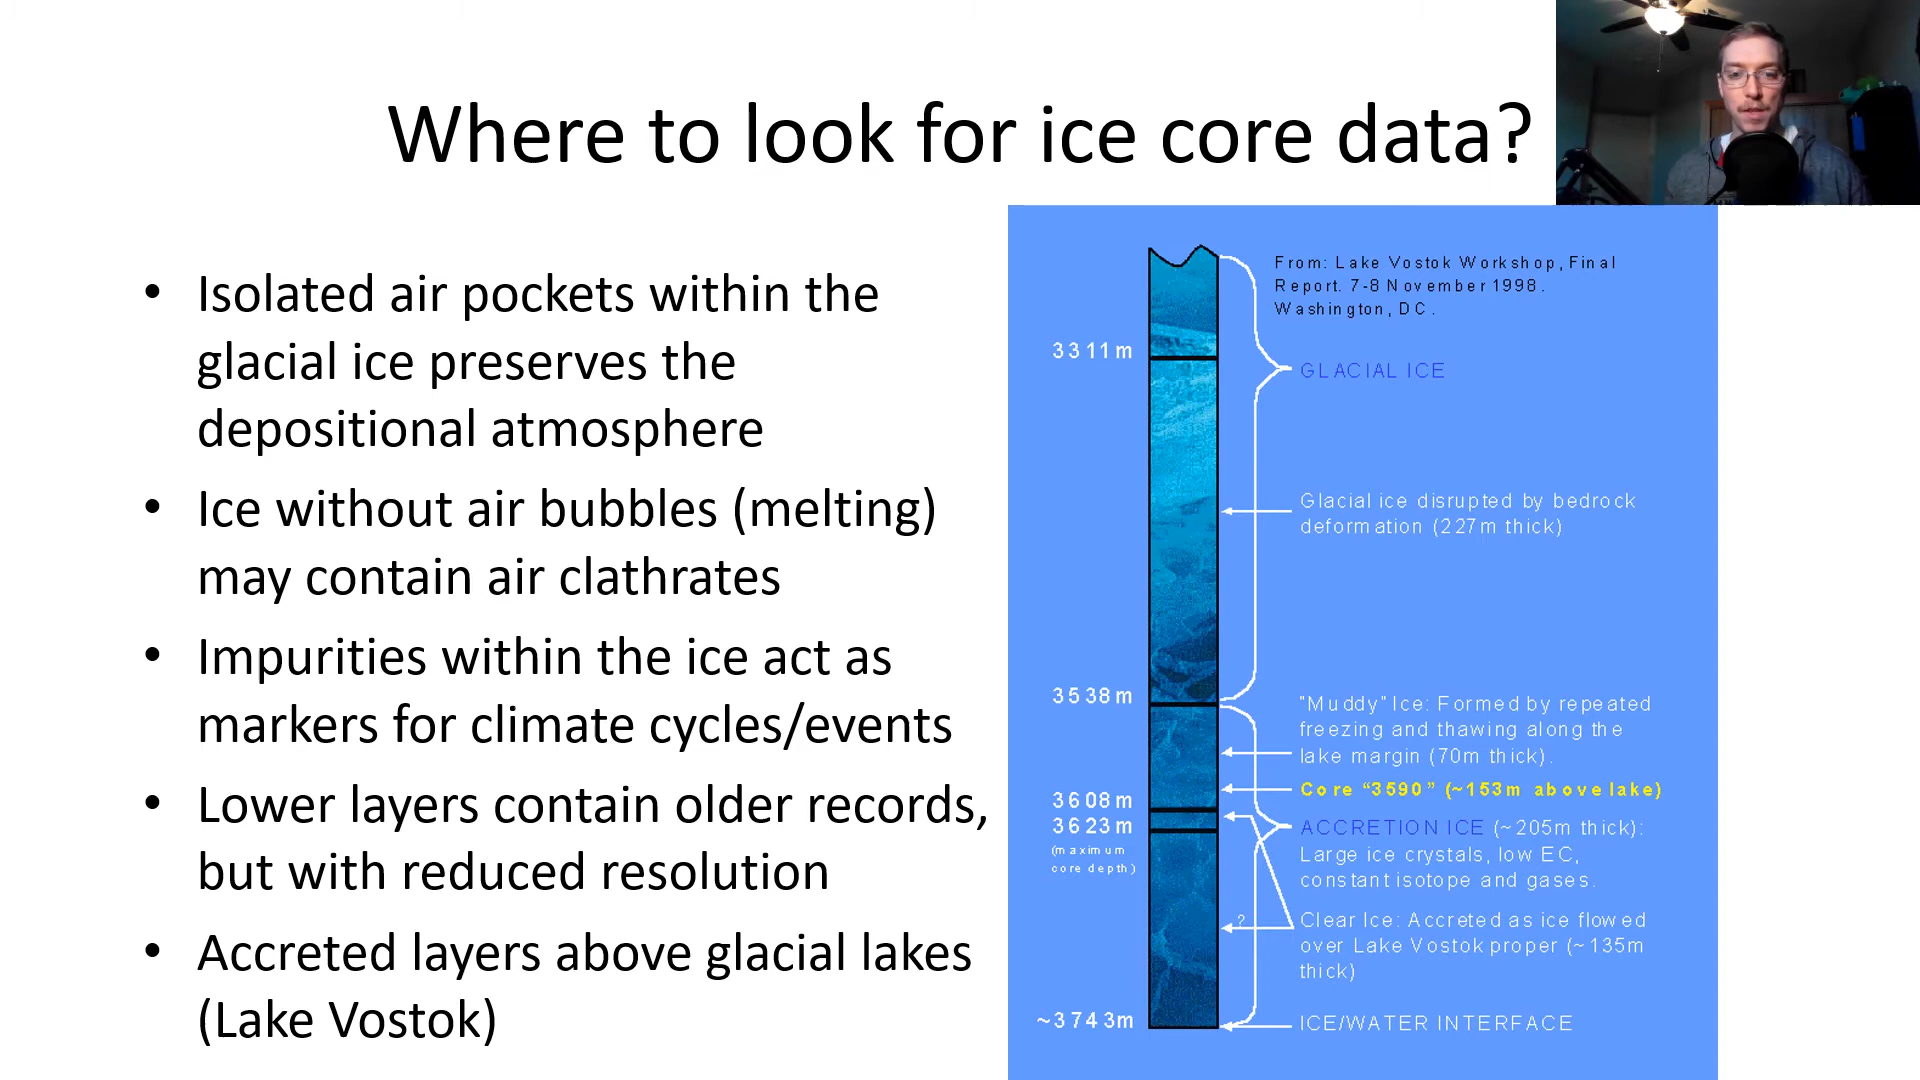 Where to look for ice core data?
• Isolated air pockets within the
glacial ice preserves the
depositional atmosphere
• Ice without air bubbles (melting)
may contain air clathrates
• Impurities within the ice act as
markers for climate cycles/events
• Lower layers contain older records,
but with reduced resolution
• Accreted layers above glacial lakes
(Lake Vostok)
From: Lake Vostok Workshop, Final
Report. 7-8 November 1998.
Washington, DC.
3311m
GLACIAL ICE
Glacial ice disrupted by bedrock
deformation (227m thick)
3538m
"Muddy" Ice: Formed by repeated
freezing and thawing along the
lake margin (70m thick).
Core “3590” (~153m above lake)
3608m
3623m
(maximum
core depth)
ACCRETION ICE (~205m thick):
Large ice crystals, low EC,
constant isotope and gases.
?
Clear Ice: Accreted as ice flowed
over Lake Vostok proper (~135m
thick)
~3743m
ICE/WATER INTERFACE